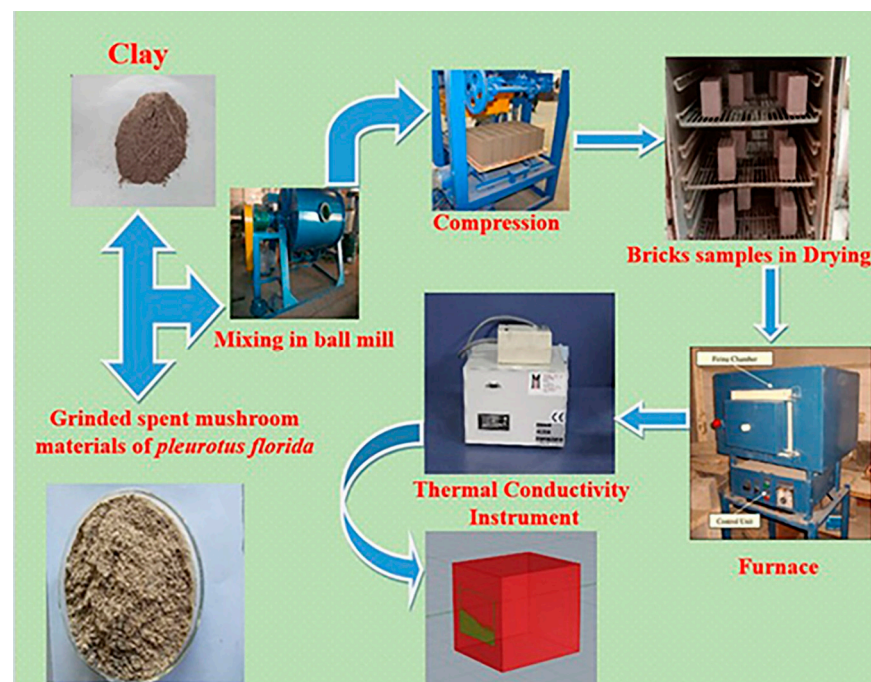 Clay
Compression
Bricks samples in Drying
Mixing in ball mill
Grinded spent mushroom
materials of pleurotus florida
Thermal Conductivity
Instrument
Firing Chamber
Control Unit
Furnace